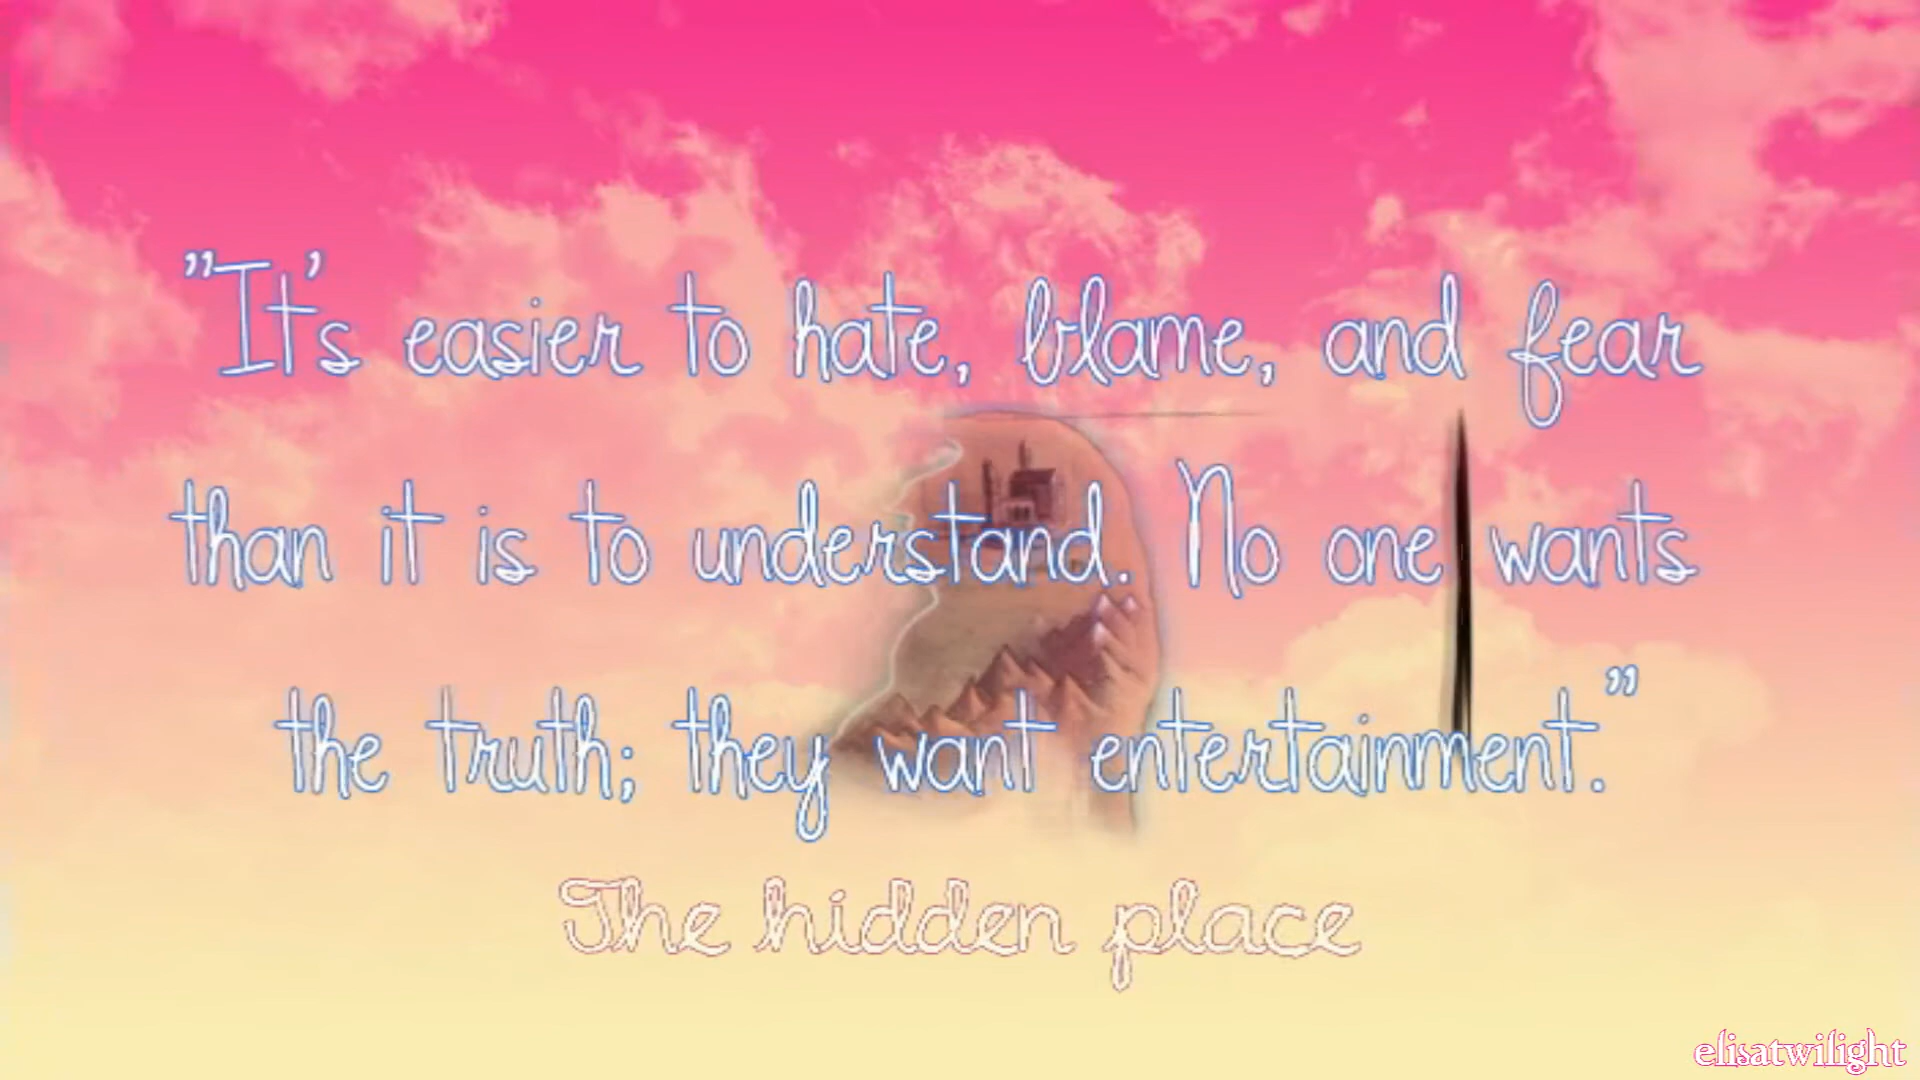 "It's easier to hate, blame, and fear
than it is to understand. No one wants
the truth; they want entertainment."
The hidden place
elisatwilight